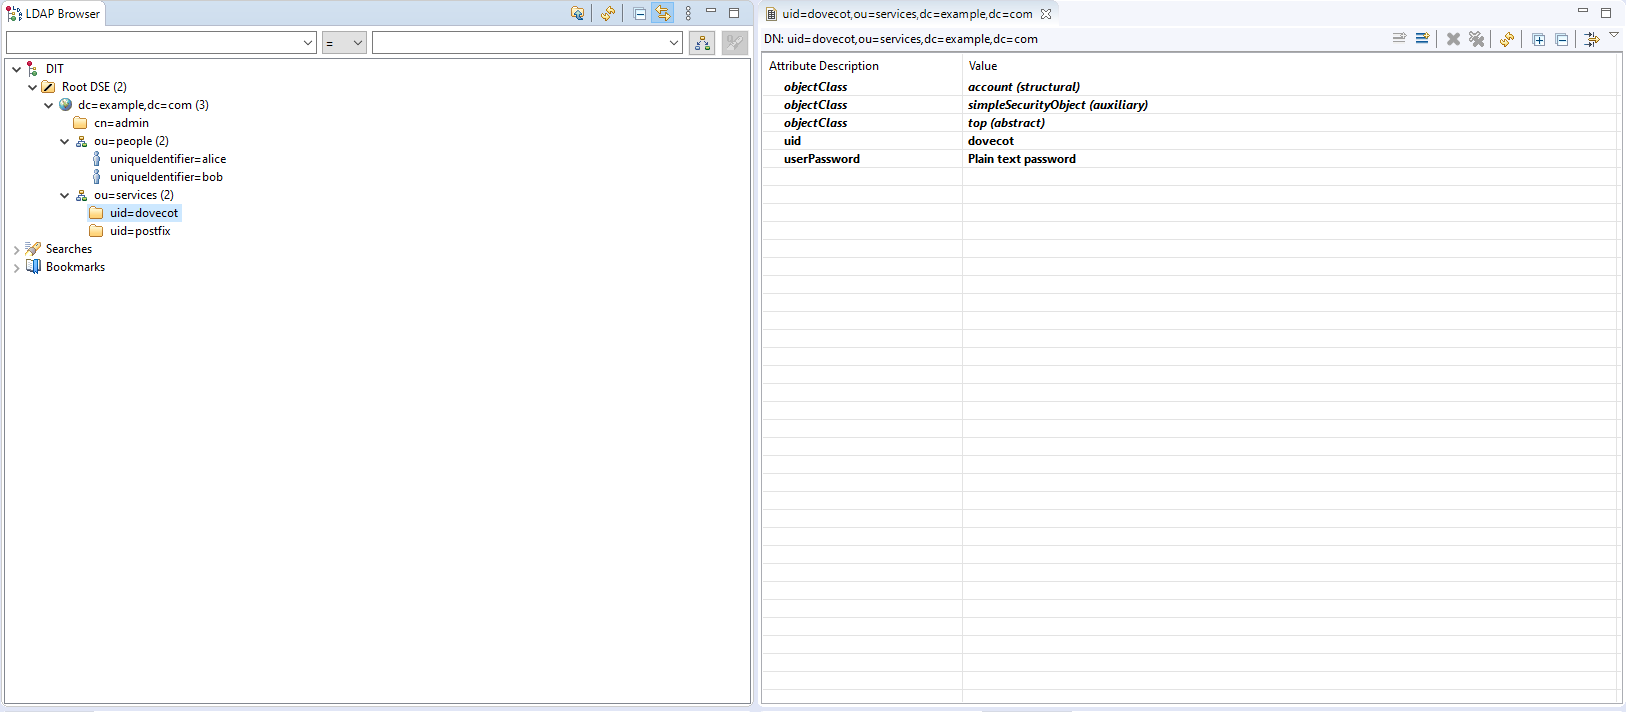 LDAP Browser
=
DIT
Root DSE (2)
dc=example,dc=com (3)
cn=admin
ou=people (2)
uniqueIdentifier=alice
uniqueIdentifier=bob
ou=services (2)
uid=dovecot
uid=postfix
Searches
Bookmarks
uid=dovecot,ou=services,dc=example,dc=com
DN: uid=dovecot,ou=services,dc=example,dc=com
Attribute Description Value
objectClass account (structural)
objectClass simpleSecurityObject (auxiliary)
objectClass top (abstract)
uid dovecot
userPassword Plain text password